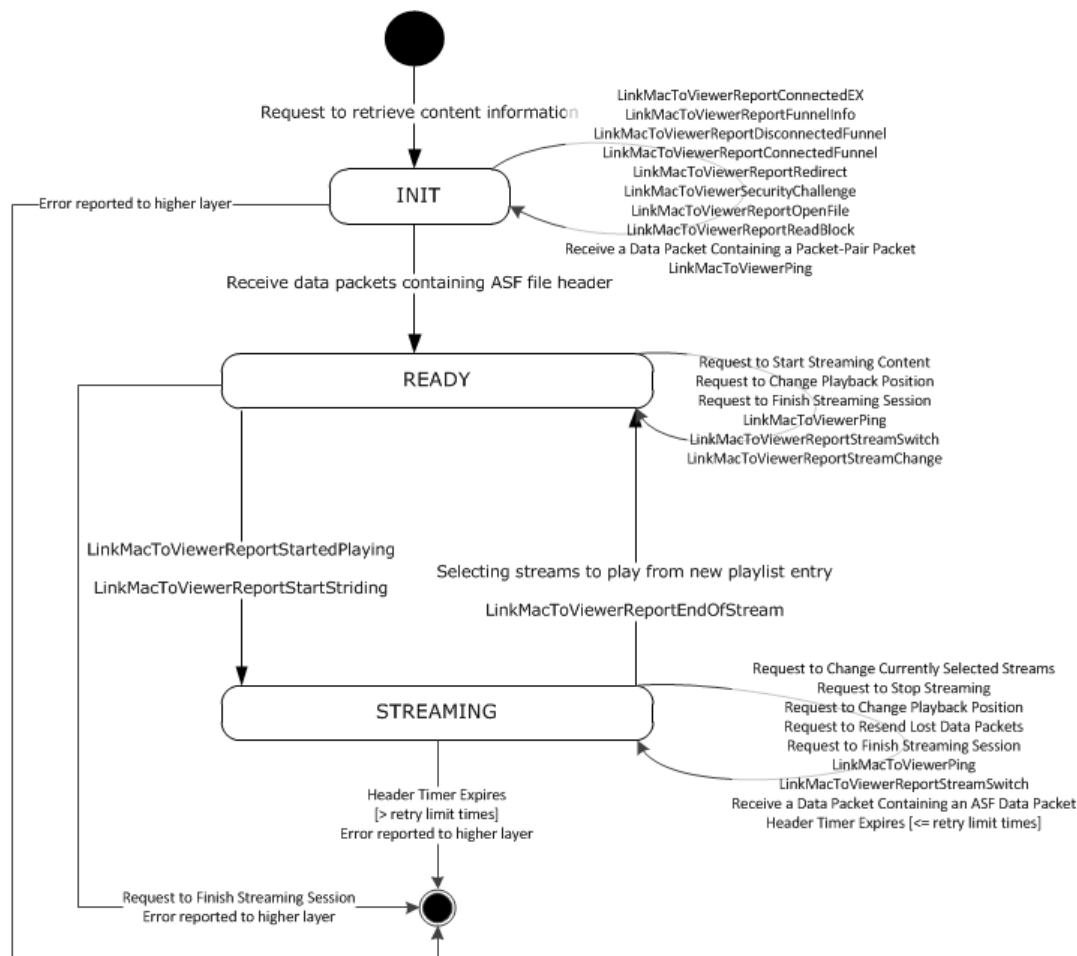 Request to retrieve content information
LinkMacToViewerReportConnectedEX
LinkMacToViewerReportFunnelInfo
LinkMacToViewerReportDisconnectedFunnel
LinkMacToViewerReportConnectedFunnel
LinkMacToViewerReportRedirect
LinkMacToViewerSecurityChallenge
LinkMacToViewerReportOpenFile
LinkMacToViewerReportReadBlock
Receive a Data Packet Containing a Packet-Pair Packet
LinkMacToViewerPing
INIT
Error reported to higher layer
Receive data packets containing ASF file header
READY
Request to Start Streaming Content
Request to Change Playback Position
Request to Finish Streaming Session
LinkMacToViewerPing
LinkMacToViewerReportStreamSwitch
LinkMacToViewerReportStreamChange
LinkMacToViewerReportStartedPlaying
LinkMacToViewerReportStartStriding
Selecting streams to play from new playlist entry
LinkMacToViewerReportEndOfStream
STREAMING
Request to Change Currently Selected Streams
Request to Stop Streaming
Request to Change Playback Position
Request to Resend Lost Data Packets
Request to Finish Streaming Session
LinkMacToViewerPing
LinkMacToViewerReportStreamSwitch
Receive a Data Packet Containing an ASF Data Packet
Header Timer Expires [<= retry limit times]
Header Timer Expires
[> retry limit times]
Error reported to higher layer
Request to Finish Streaming Session
Error reported to higher layer